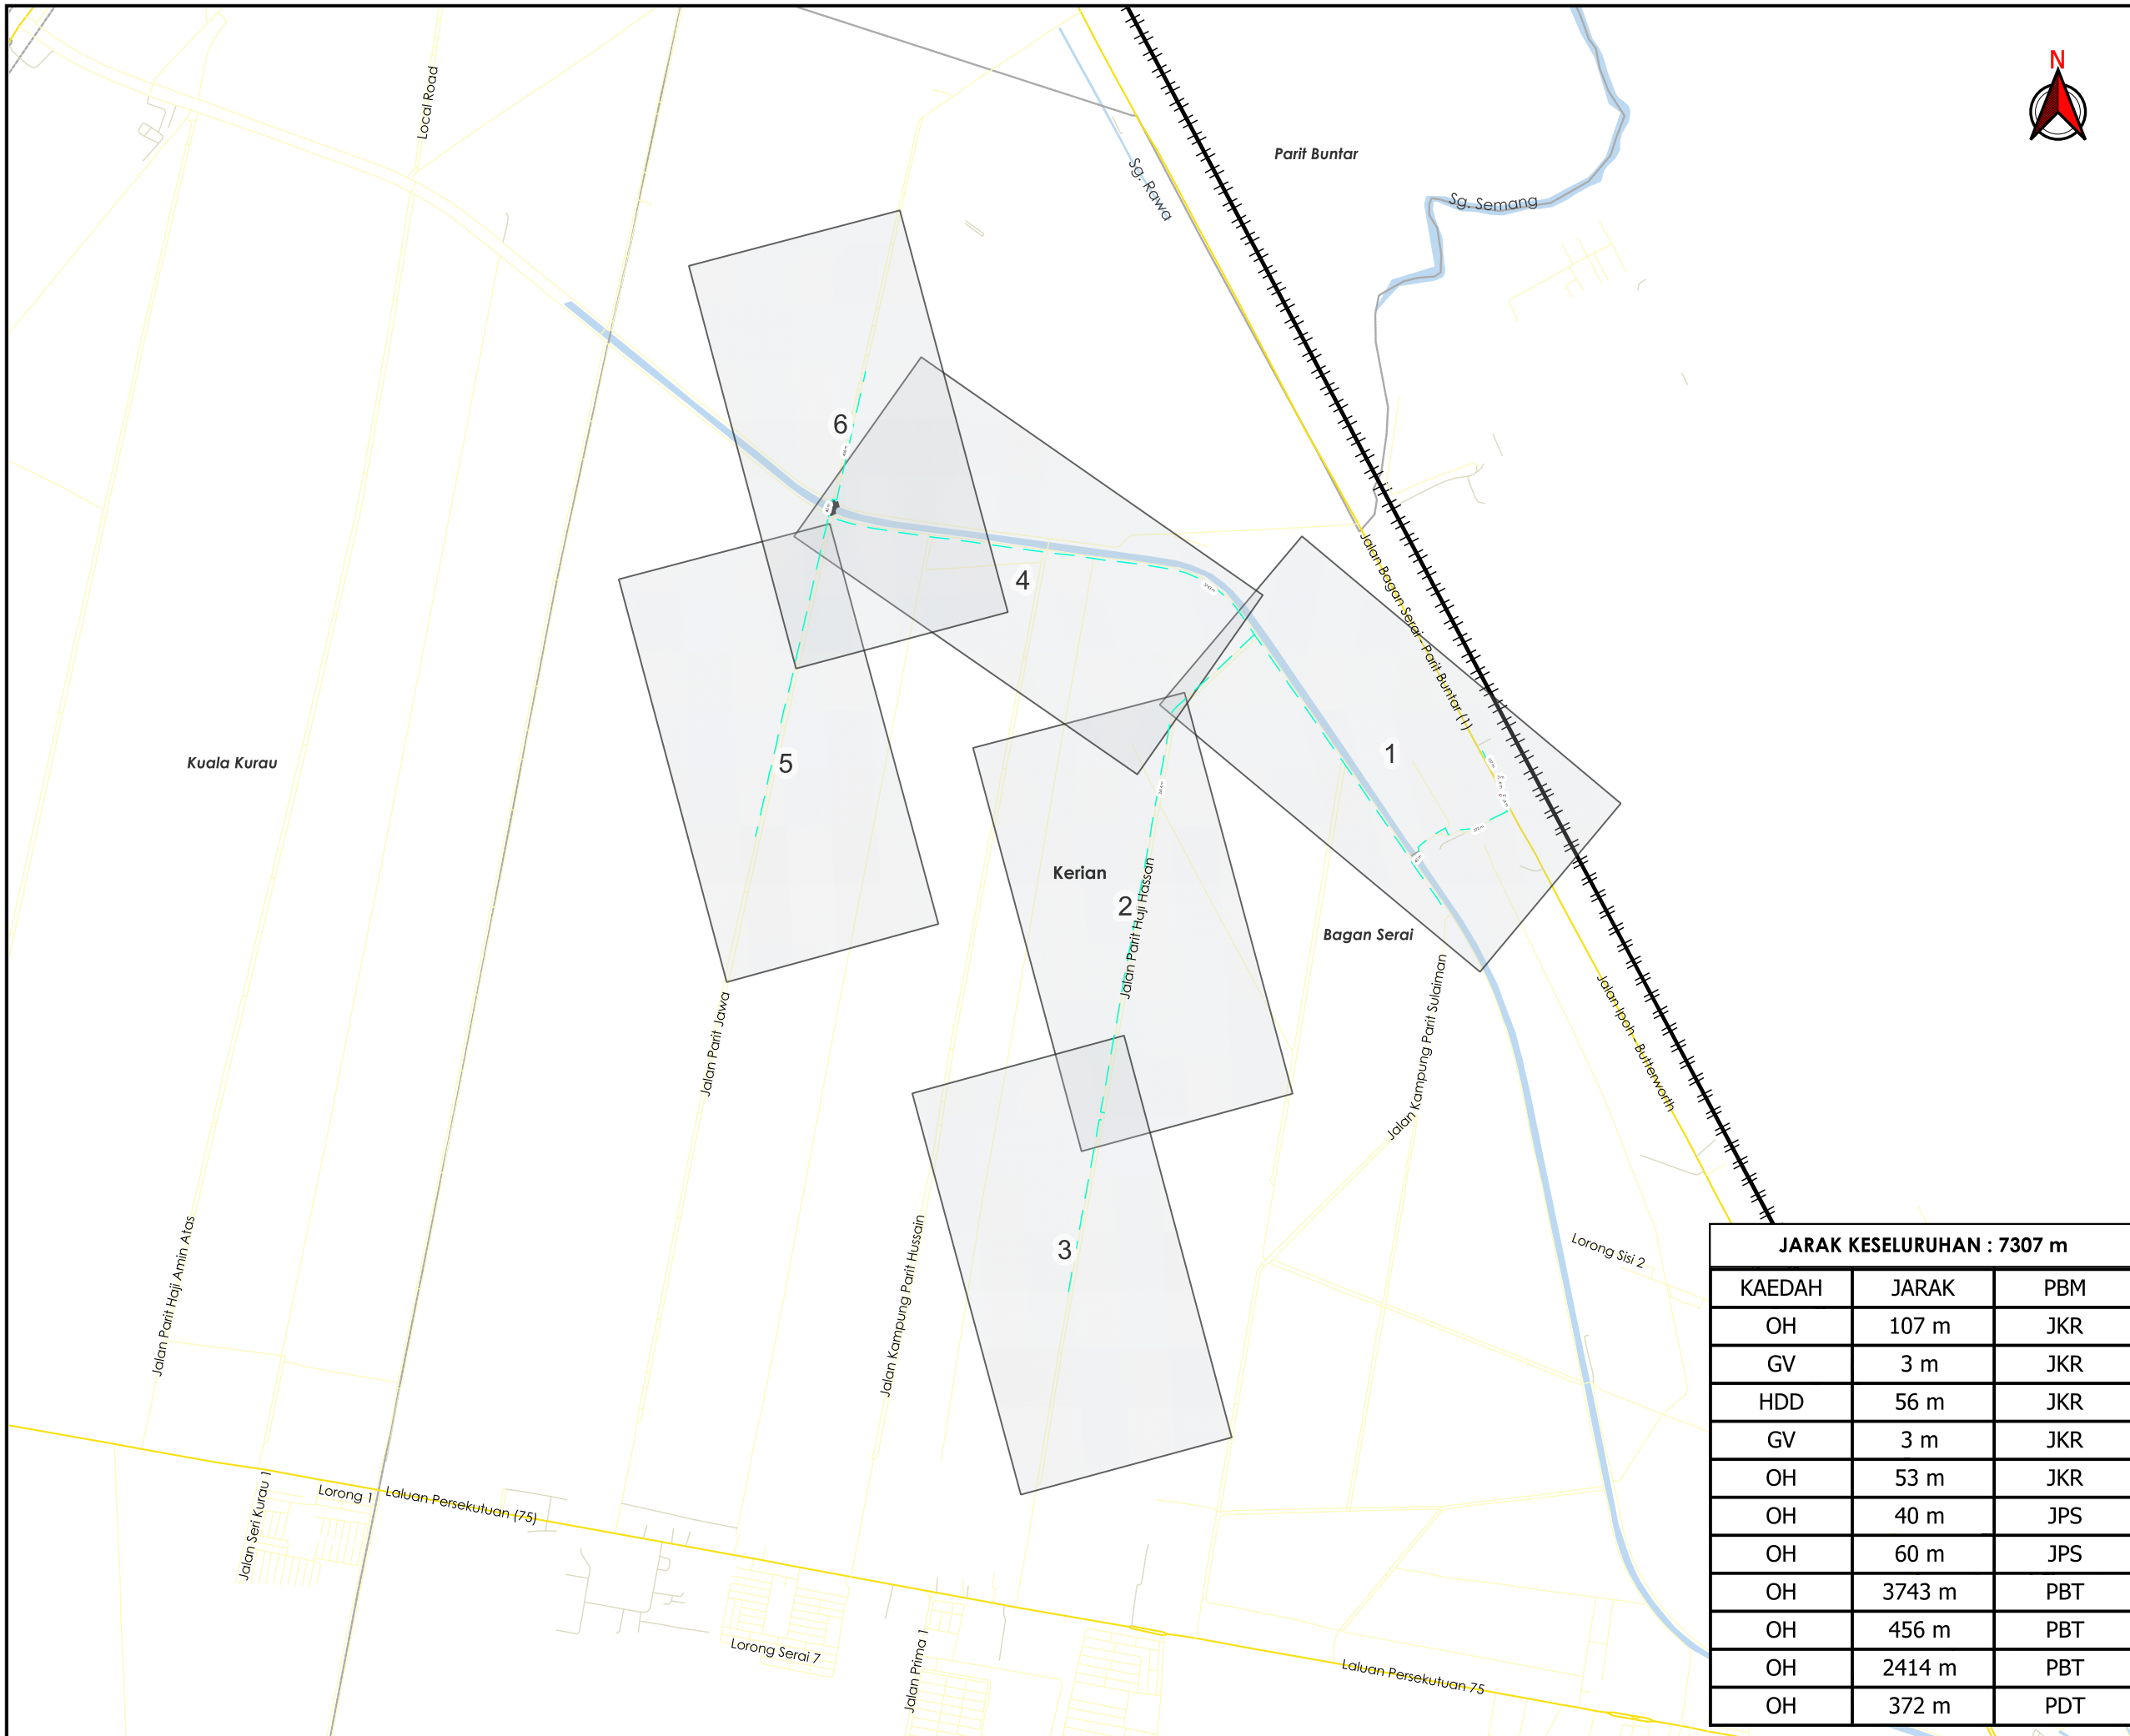 N
Local Road
Parit Buntar
Sg. Rawa
Sg. Semang
6
4
Jalan Bagan Serai - Parit Buntar (1)
1
5
Kuala Kurau
Kerian
2
Jalan Parit Haji Hassan
Bagan Serai
Jalan Kampung Parit Sulaiman
Jalan Ipoh - Butterworth
Jalan Parit Jawa
3
Jalan Parit Haji Amin Atas
Jalan Kampung Parit Hussain
Lorong Sisi 2
Jalan Seri Kurau 1
Lorong 1
Laluan Persekutuan (75)
Lorong Serai 7
Jalan Prima 1
Laluan Persekutuan 75
JARAK KESELURUHAN : 7307 m
KAEDAH JARAK PBM
OH 107 m JKR
GV 3 m JKR
HDD 56 m JKR
GV 3 m JKR
OH 53 m JKR
OH 40 m JPS
OH 60 m JPS
OH 3743 m PBT
OH 456 m PBT
OH 2414 m PBT
OH 372 m PDT